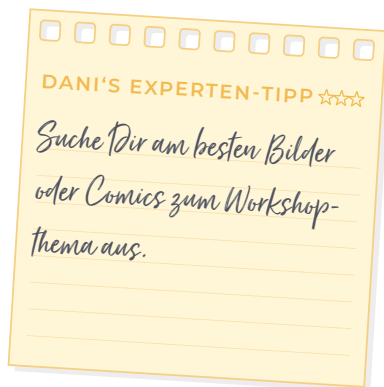 DANI‘S EXPERTEN-TIPP
Suche Dir am besten Bilder
oder Comics zum Workshop-
thema aus.